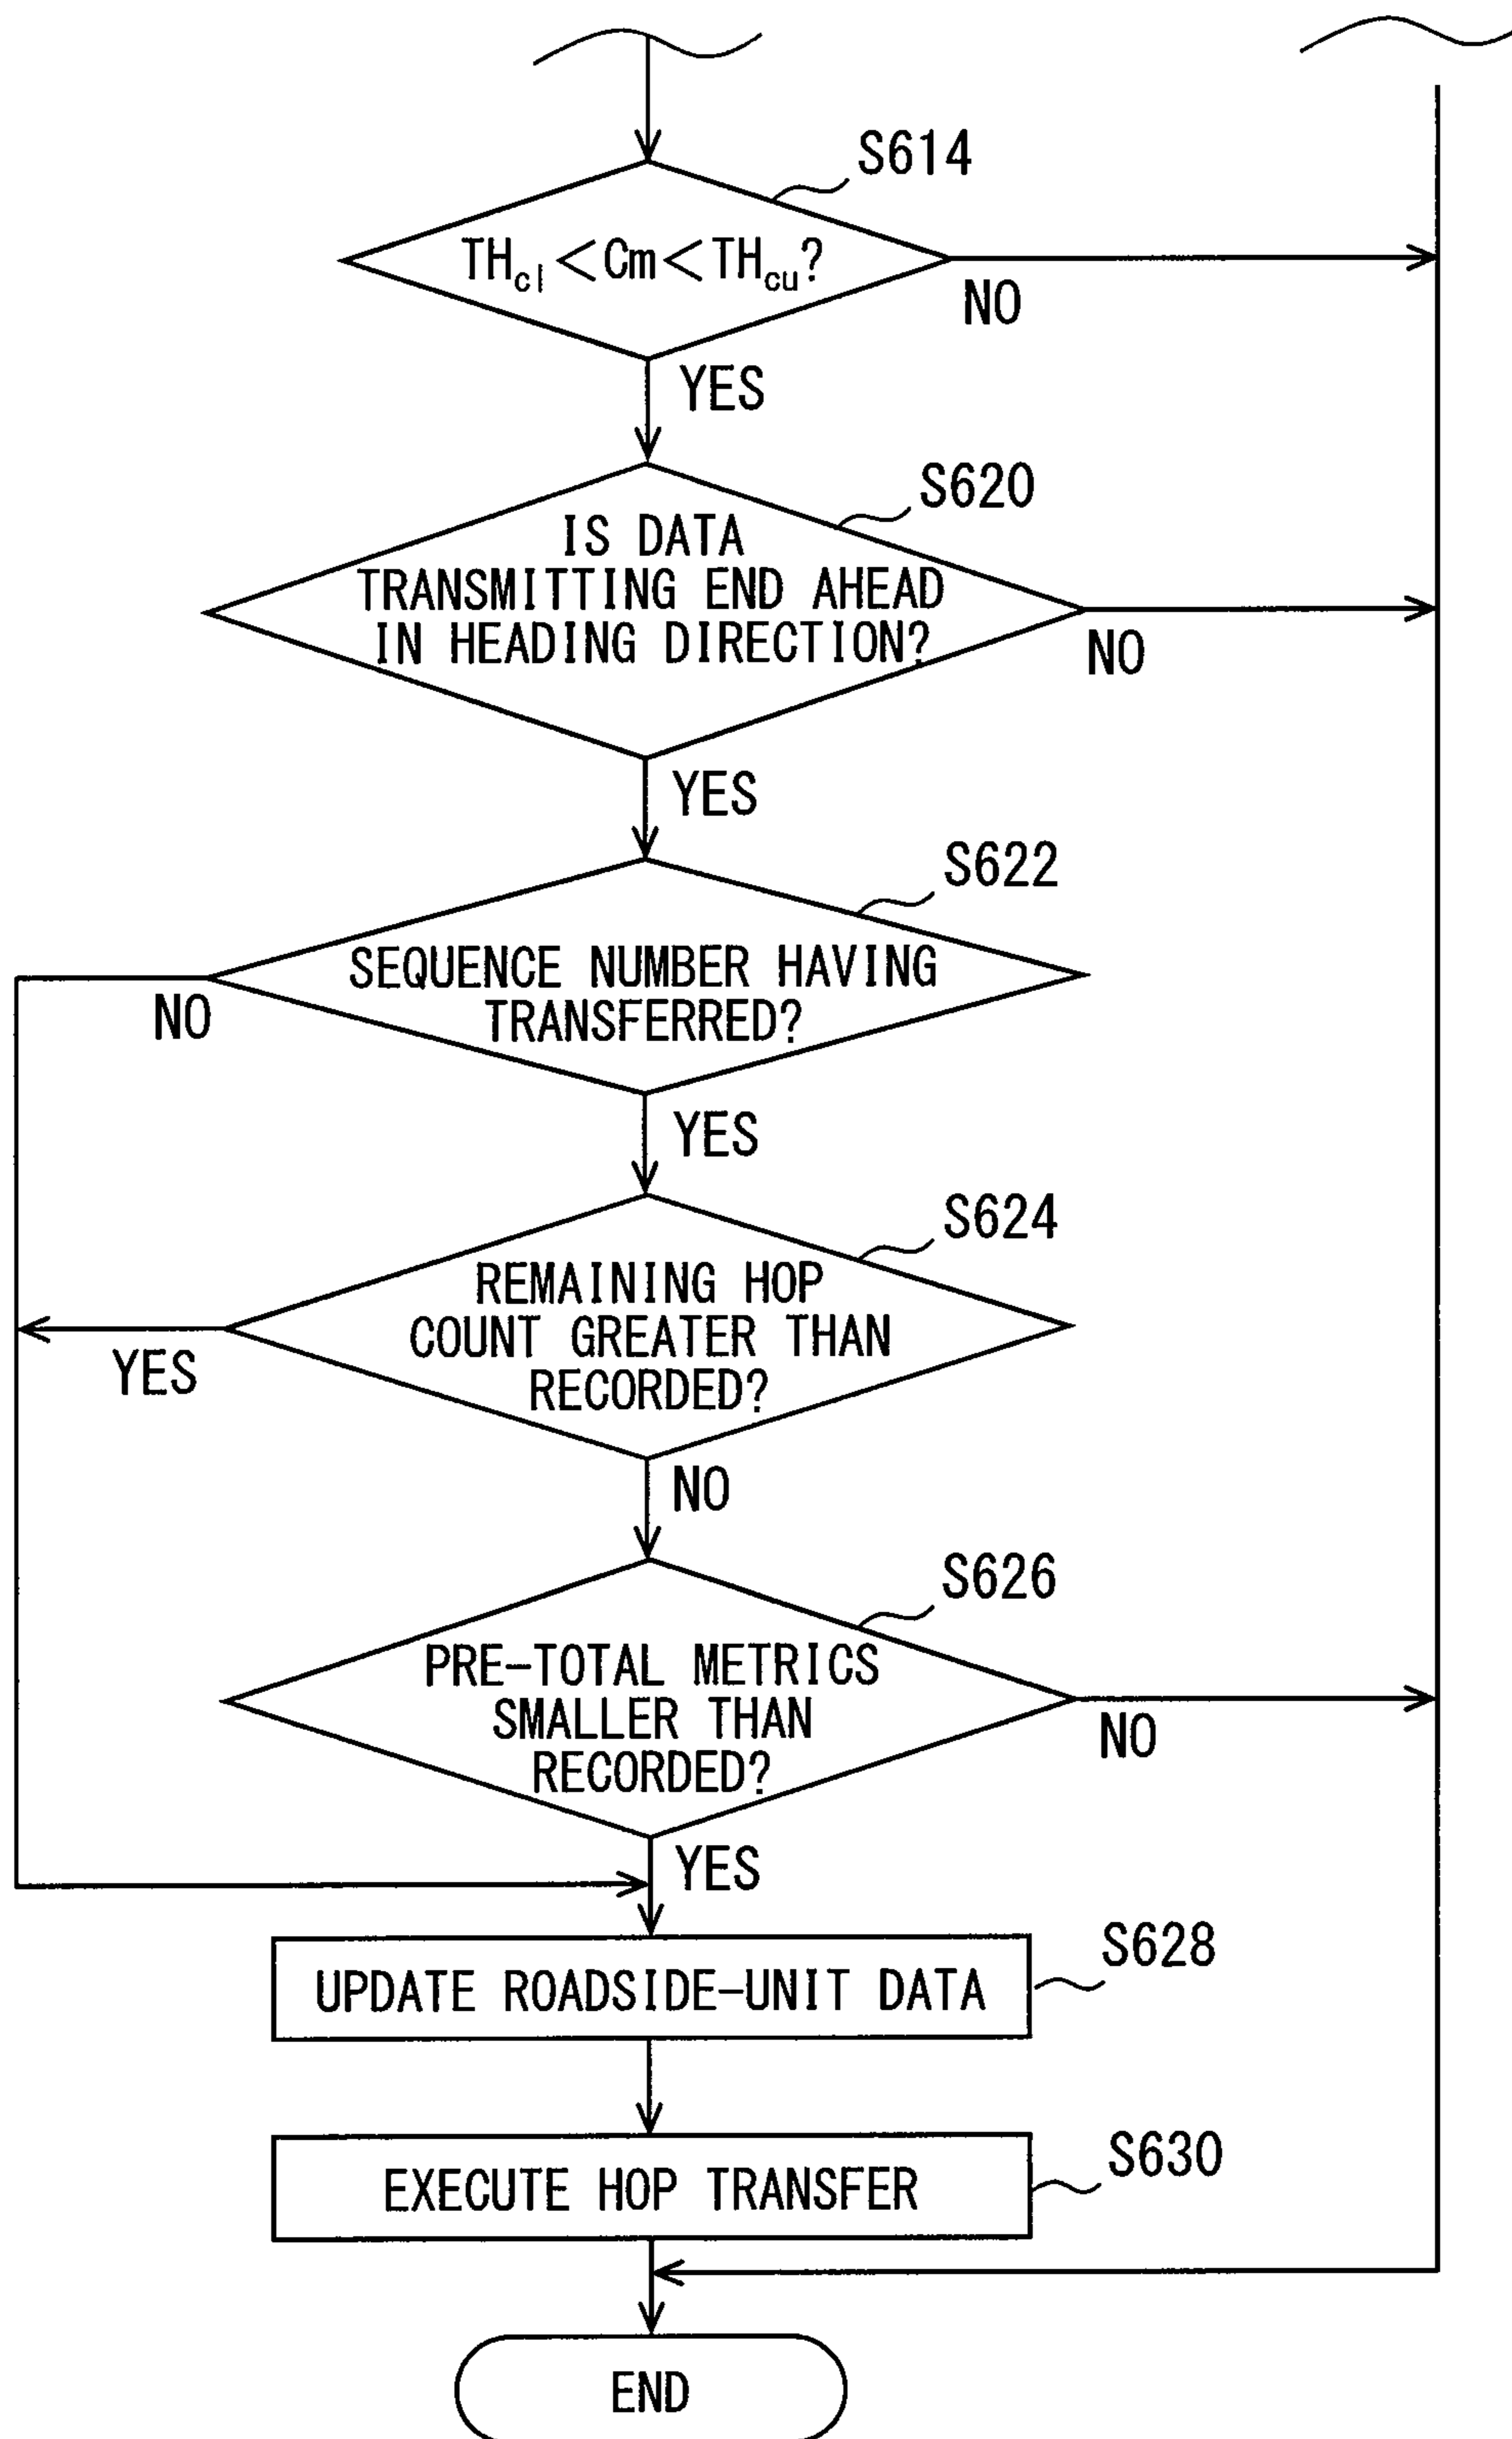 S614
THcl<Cm<THcu?
NO
YES
S620
IS DATA
TRANSMITTING END AHEAD
IN HEADING DIRECTION?
NO
YES
S622
SEQUENCE NUMBER HAVING
TRANSFERRED?
NO
YES
S624
REMAINING HOP
COUNT GREATER THAN
RECORDED?
YES
NO
S626
PRE-TOTAL METRICS
SMALLER THAN
RECORDED?
NO
YES
S628
UPDATE ROADSIDE-UNIT DATA
S630
EXECUTE HOP TRANSFER
END